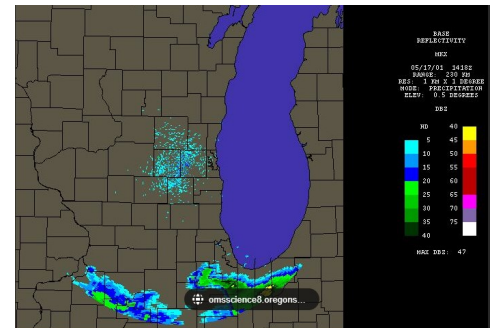 BASE
REFLECTIVITY
MKX
05/17/01 1418Z
RANGE: 230 KM
RES: 1 KM X 1 DEGREE
MODE: PRECIPITATION
ELEV: 0.5 DEGREES
DBZ
ND 40
5 45
10 50
15 55
20 60
25 65
30 70
35 75
40
MAX DBZ: 47
omsscience8.oregons...